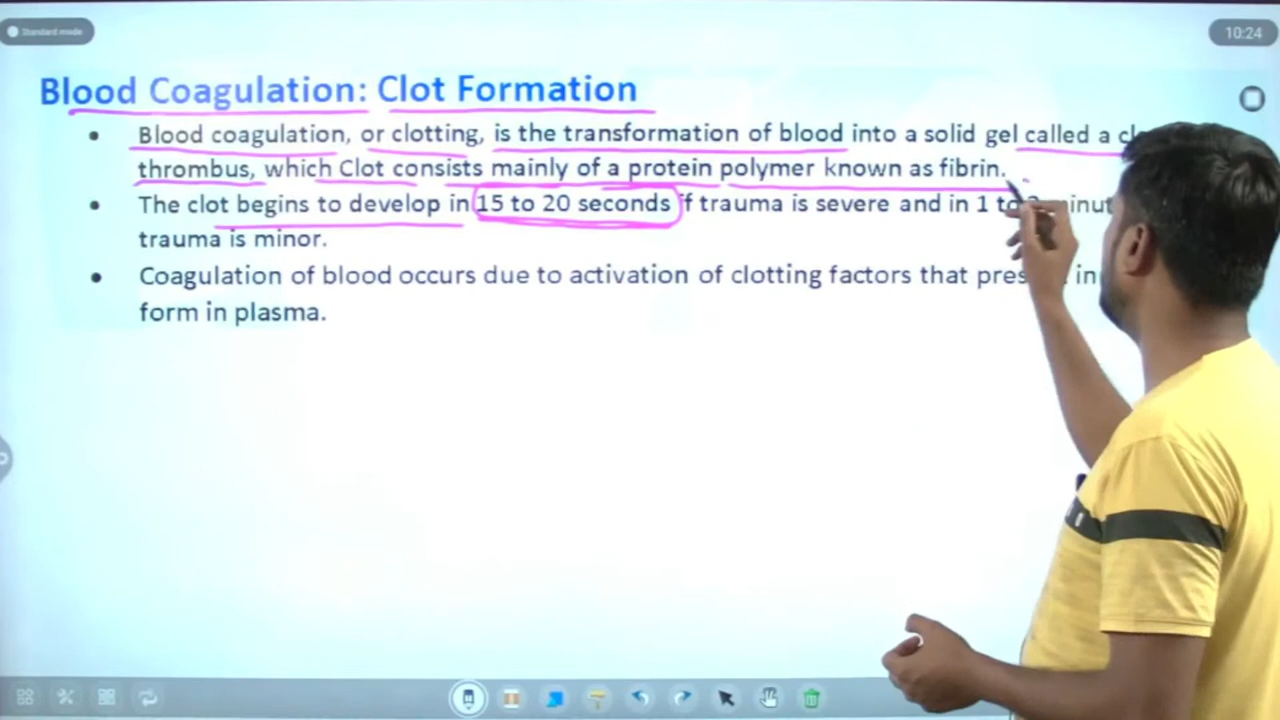 Standard mode
10:24
Blood Coagulation: Clot Formation
• Blood coagulation, or clotting, is the transformation of blood into a solid gel called a
thrombus, which Clot consists mainly of a protein polymer known as fibrin.
• The clot begins to develop in 15 to 20 seconds if trauma is severe and in 1 to
trauma is minor.
• Coagulation of blood occurs due to activation of clotting factors that in
form in plasma.